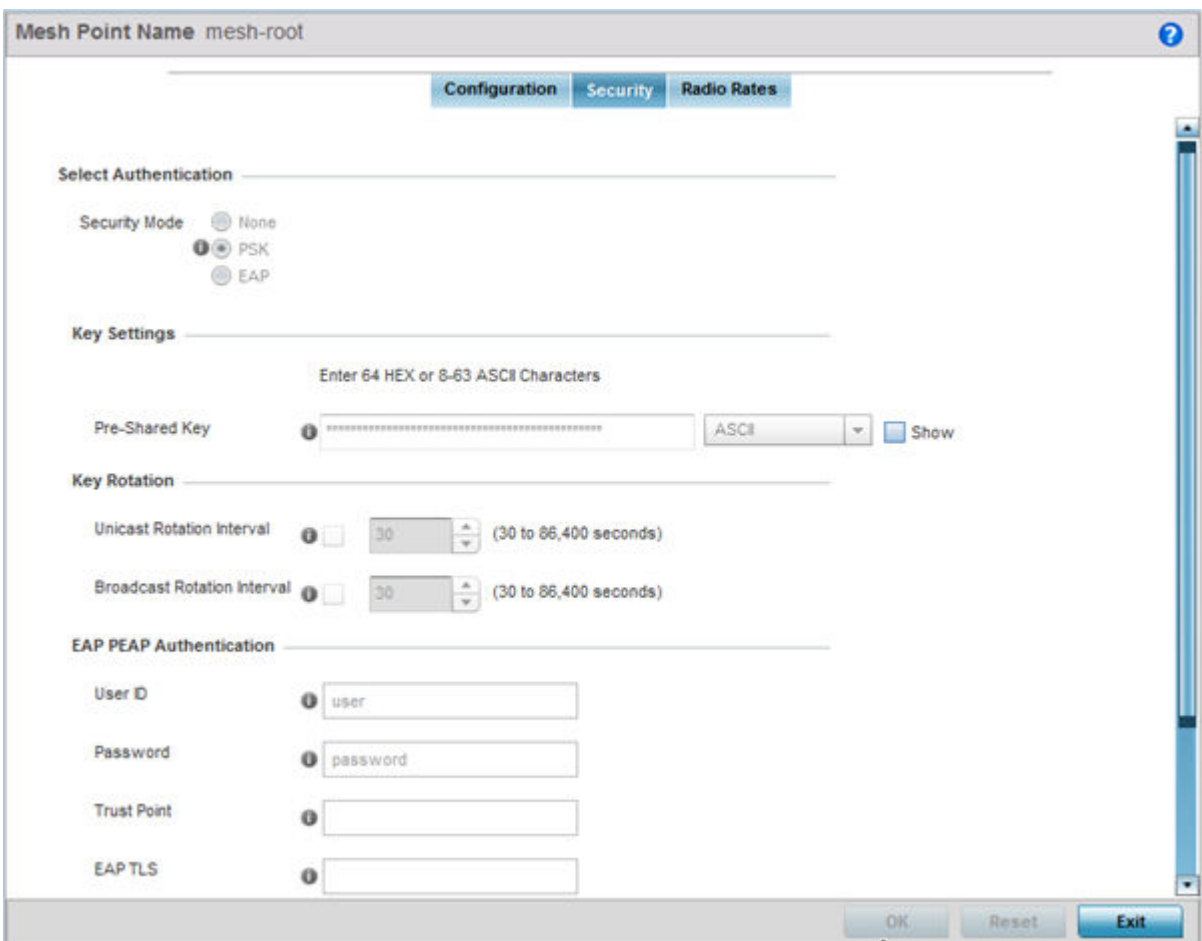 Mesh Point Name mesh-root
Configuration Security Radio Rates
Select Authentication
Security Mode None
PSK
EAP
Key Settings
Enter 64 HEX or 8-63 ASCII Characters
Pre-Shared Key ASCII Show
Key Rotation
Unicast Rotation Interval 30 (30 to 86,400 seconds)
Broadcast Rotation Interval 30 (30 to 86,400 seconds)
EAP PEAP Authentication
User ID user
Password password
Trust Point
EAP TLS
OK Reset Exit